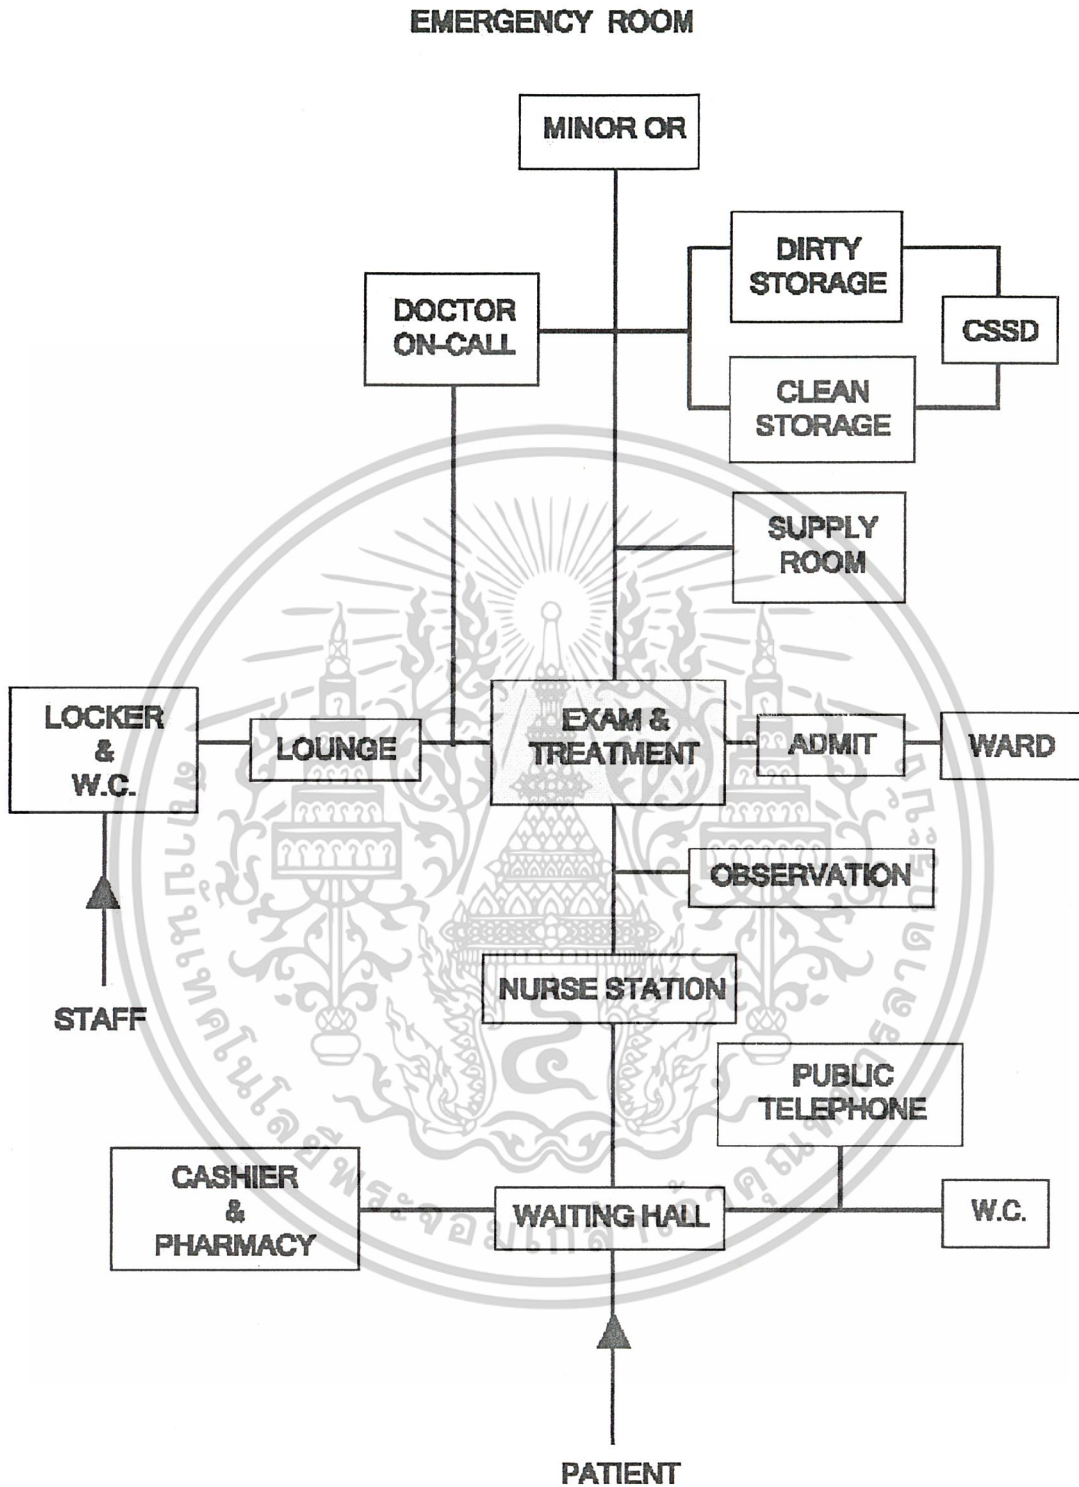 EMERGENCY ROOM
MINOR OR
DIRTY
STORAGE
DOCTOR
ON-CALL
CSSD
CLEAN
STORAGE
SUPPLY
ROOM
LOCKER
&
W.C.
LOUNGE
EXAM &
TREATMENT
ADMIT
WARD
OBSERVATION
NURSE STATION
STAFF
PUBLIC
TELEPHONE
CASHIER
&
PHARMACY
WAITING HALL
W.C.
PATIENT